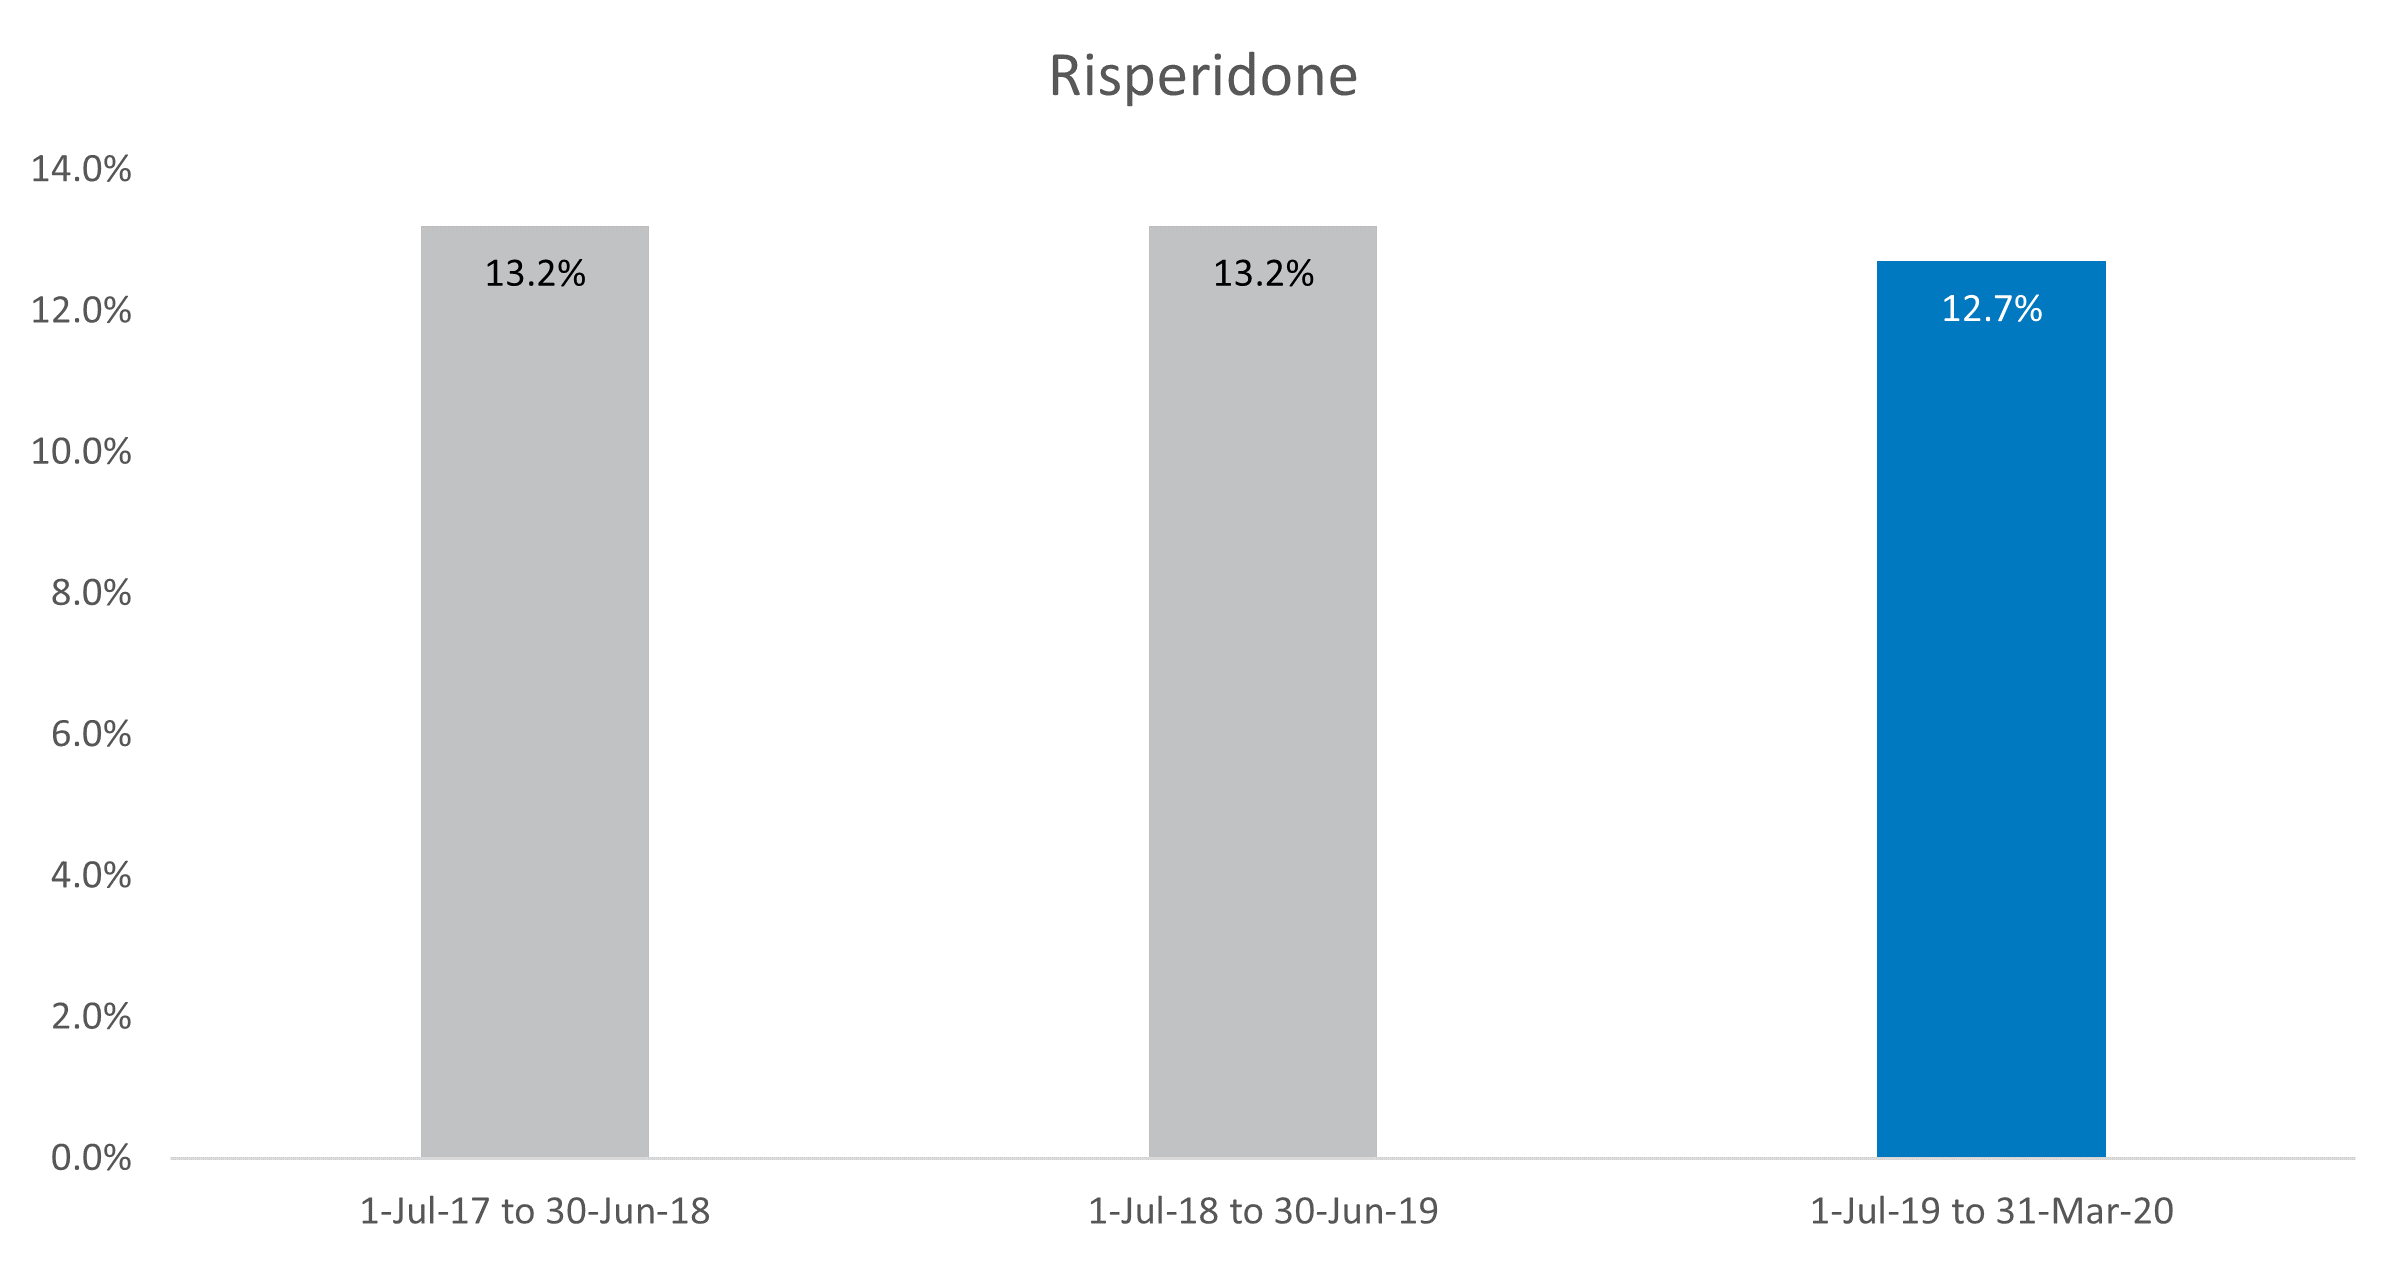 Risperidone
14.0%
12.0%
10.0%
8.0%
6.0%
4.0%
2.0%
0.0%
13.2%
13.2%
12.7%
1-Jul-17 to 30-Jun-18
1-Jul-18 to 30-Jun-19
1-Jul-19 to 31-Mar-20